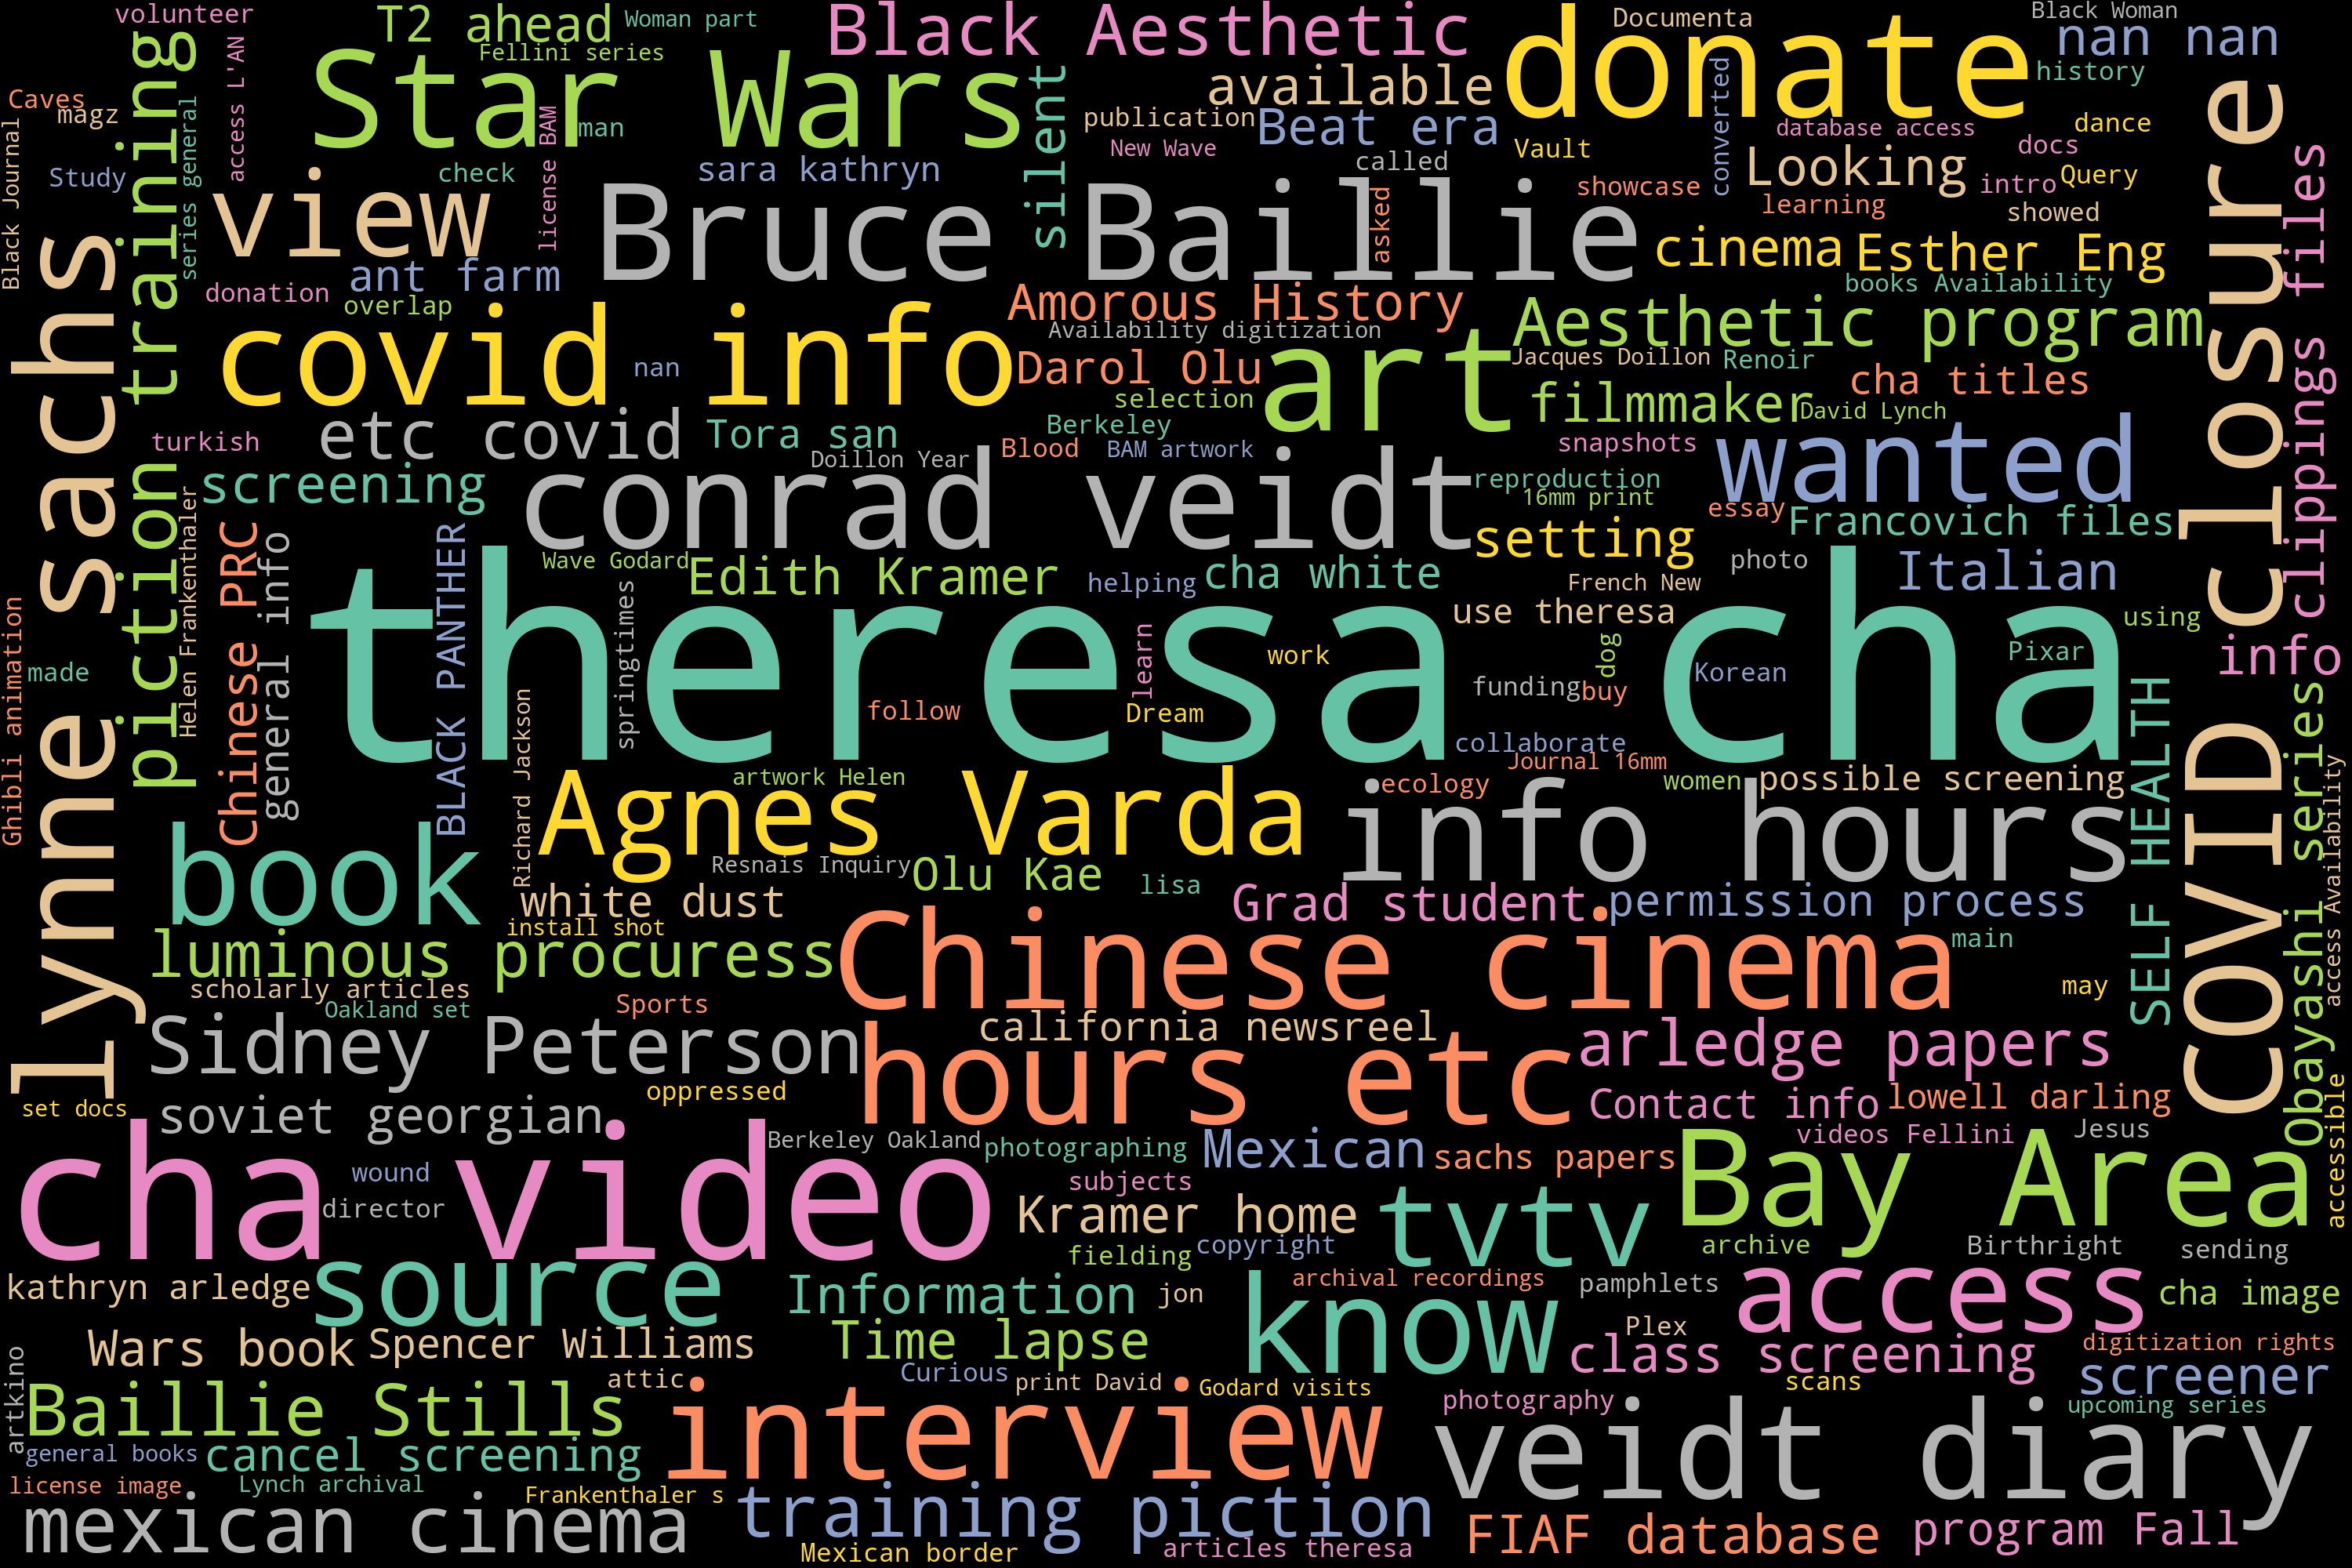 volunteer
T2 ahead
Woman part
Black Aesthetic
donate
Documenta
Black Woman
nan nan
Fellini series
Star Wars
available
history
training
access L'AN
silent
converted
Caves
magz
series general
license BAM
man
publication
Beat era
Vault
database access
dance
New Wave
called
Looking
docs
Black Journal
Study
check
sara kathryn
showcase
intro
Query
view
Bruce Baillie
asked
learning
showed
files
closure
ant farm
cinema
Esther Eng
donation
overlap
Amorous History
books Availability
covid info
Availability digitization
Aesthetic program
nan
Darol Olu
art
Jacques Doillon
Renoir
cha titles
selection
filmmaker
David Lynch
etc covid
Tora san
Berkeley
wanted
clippings
turkish
Doillon Year
Blood
BAM artwork
snapshots
lynne sachs
piction
screening
conrad veidt
reproduction
16mm print
essay
Francovich files
Helen Frankenthaler
Chinese PRC
general info
BLACK PANTHER
setting
Wave Godard
Edith Kramer
helping
cha white
French New
photo
Italian
theresa cha
springtimes
use theresa
using
learn
work
dog
Korean
Pixar
info
Ghibli animation
made
follow
Dream
funding
buy
Richard Jackson
collaborate
Journal 16mm
artwork Helen
ecology
women
possible screening
SELF HEALTH
COVID
Obayashi series
access Availability
Agnes Varda
info hours
book
Resnais Inquiry
Olu Kae
lisa
white dust
Grad student
permission process
install shot
luminous procuress
Chinese cinema
main
scholarly articles
Oakland set
Sports
may
Sidney Peterson
california newsreel
hours etc
arledge papers
oppressed
set docs
soviet georgian
Contact info
lowell darling
accessible
cha video
Berkeley Oakland
photographing
Mexican
sachs papers
videos Fellini
Jesus
Bay Area
wound
subjects
director
Kramer home
tvtv
fielding
copyright
archive
Birthright
sending
kathryn arledge
source
Information
jon
archival recordings
pamphlets
access
cha image
know
Wars book
Spencer Williams
Time lapse
Plex
class screening
digitization rights
artkino
attic
Curious
print David
Godard visits
scans
screener
Baillie Stills
interview
photography
veidt diary
upcoming series
general books
cancel screening
license image
Lynch archival
Frankenthaler s
mexican cinema
training piction
FIAF database
program Fall
Mexican border
articles theresa